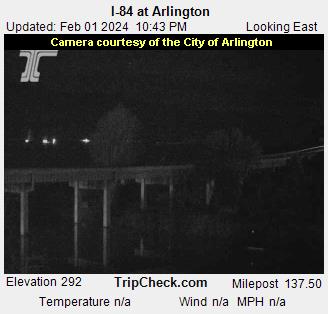 I-84 at Arlington
Updated: Feb 01 2024 10:43 PM Looking East
Camera courtesy of the City of Arlington
Elevation 292 TripCheck.com Milepost 137.50
Temperature n/a Wind n/a MPH n/a